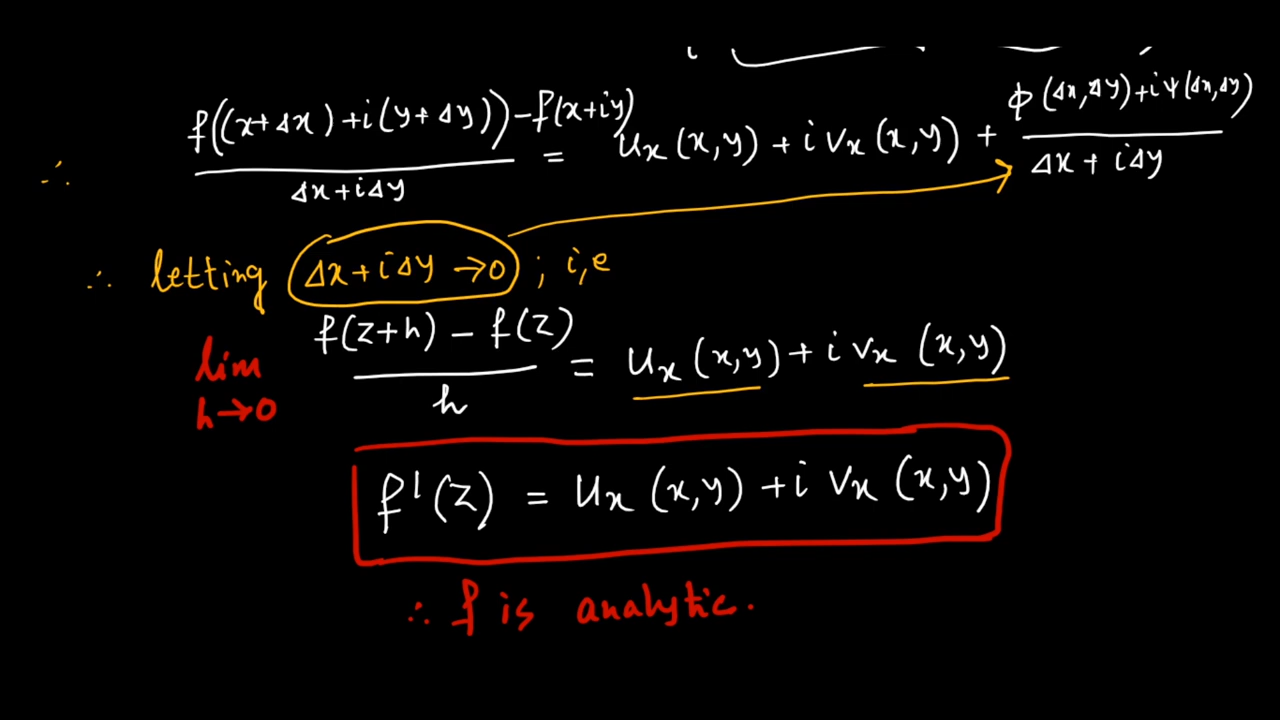 ∴ f((x+Δx)+i(y+Δy))-f(x+iy) / Δx+iΔy = uₓ(x,y) + i vₓ(x,y) + ϕ(Δx,Δy)+iψ(Δx,Δy) / Δx+iΔy
∴ letting Δx+iΔy →0 ; i,e
lim h→0 f(z+h) - f(z) / h = uₓ(x,y) + i vₓ(x,y)
f'(z) = uₓ(x,y) + i vₓ(x,y)
∴ f is analytic.